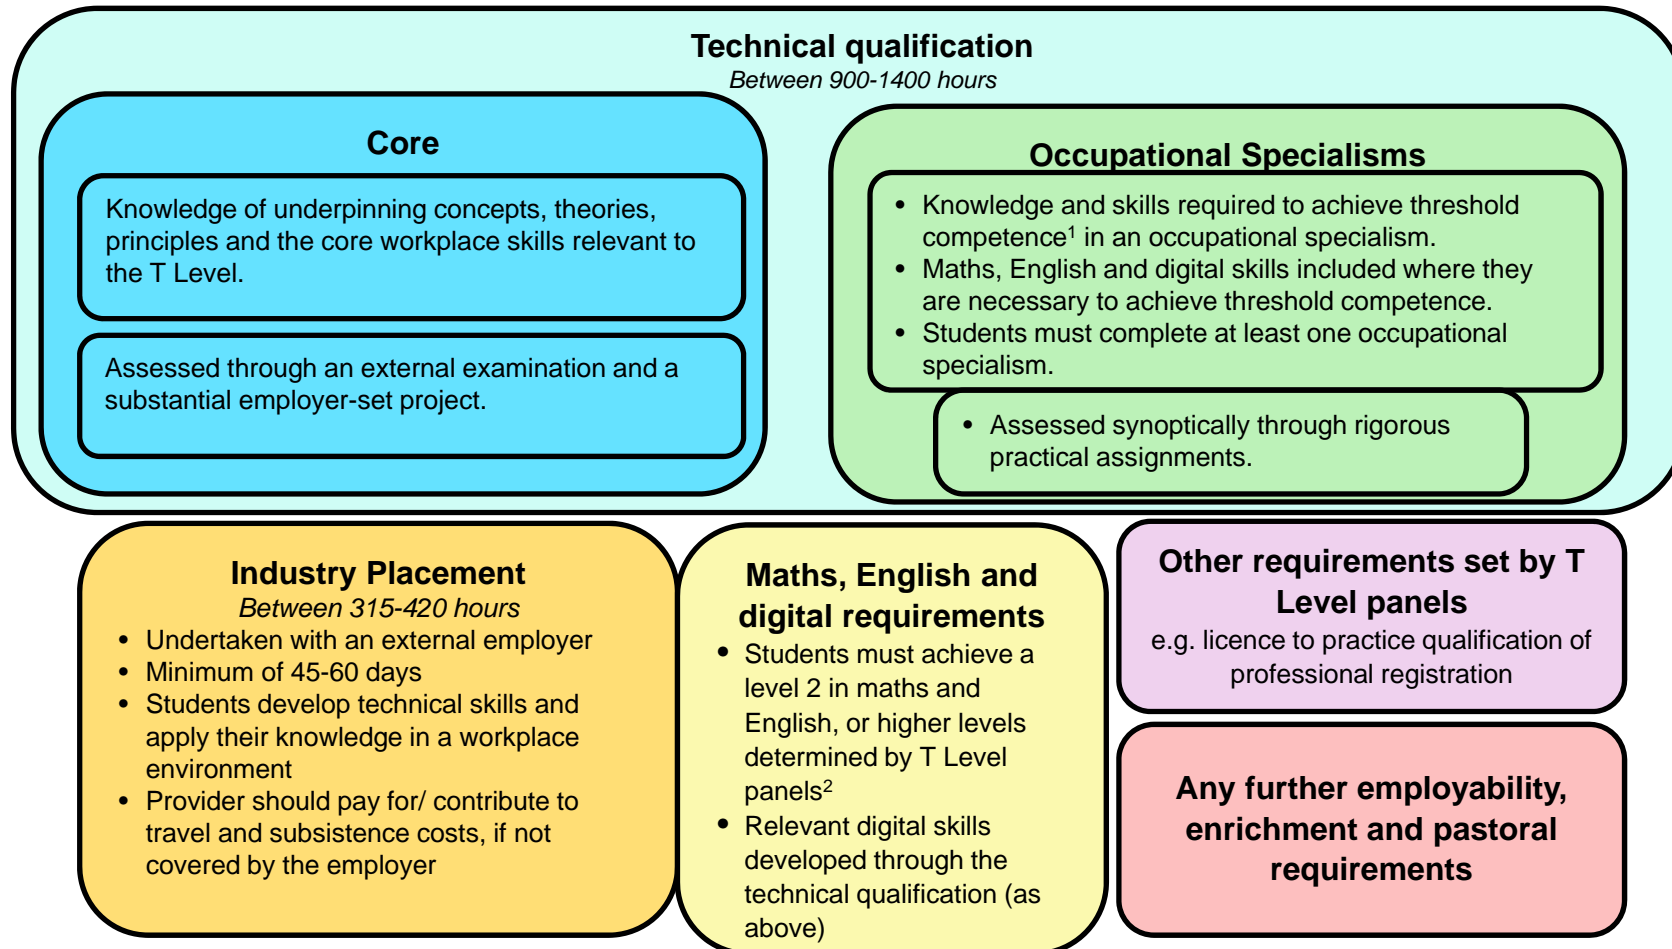 Technical qualification
Between 900-1400 hours
Core
Knowledge of underpinning concepts, theories,
principles and the core workplace skills relevant to
the T Level.
Assessed through an external examination and a
substantial employer-set project.
Occupational Specialisms
• Knowledge and skills required to achieve threshold
competence¹ in an occupational specialism.
• Maths, English and digital skills included where they
are necessary to achieve threshold competence.
• Students must complete at least one occupational
specialism.
• Assessed synoptically through rigorous
practical assignments.
Industry Placement
Between 315-420 hours
• Undertaken with an external employer
• Minimum of 45-60 days
• Students develop technical skills and
apply their knowledge in a workplace
environment
• Provider should pay for/ contribute to
travel and subsistence costs, if not
covered by the employer
Maths, English and
digital requirements
• Students must achieve a
level 2 in maths and
English, or higher levels
determined by T Level
panels²
• Relevant digital skills
developed through the
technical qualification (as
above)
Other requirements set by T
Level panels
e.g. licence to practice qualification of
professional registration
Any further employability,
enrichment and pastoral
requirements